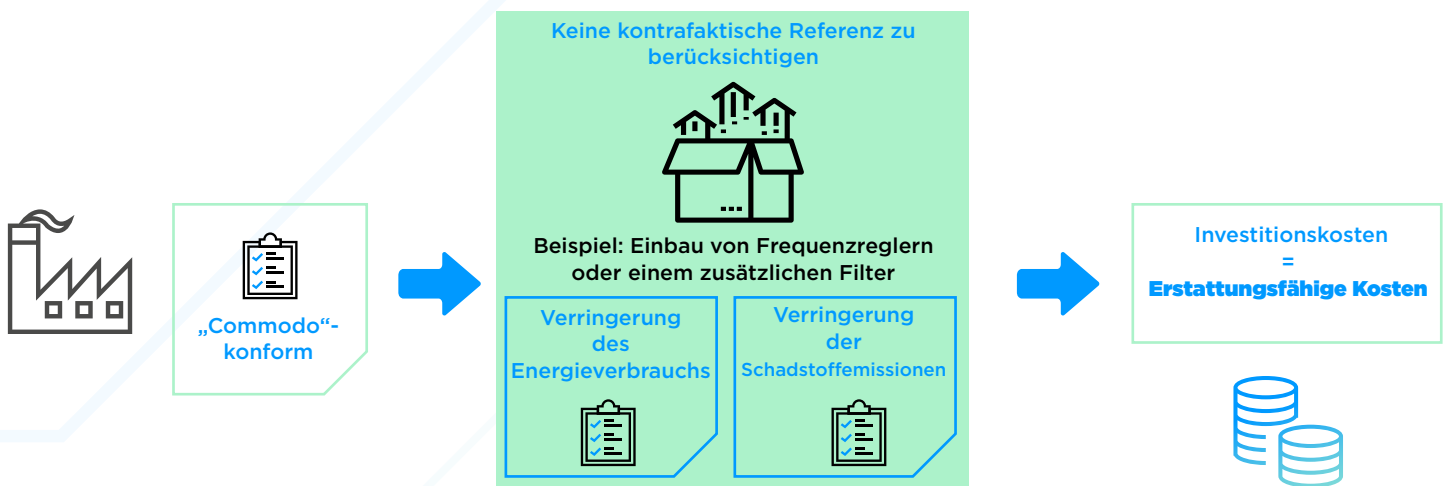 Keine kontrafaktische Referenz zu
berücksichtigen
Beispiel: Einbau von Frequenzreglern
oder einem zusätzlichen Filter
„Commodo“-
konform
Verringerung
des
Energieverbrauchs
Verringerung
der
Schadstoffemissionen
Investitionskosten
=
Erstattungsfähige Kosten